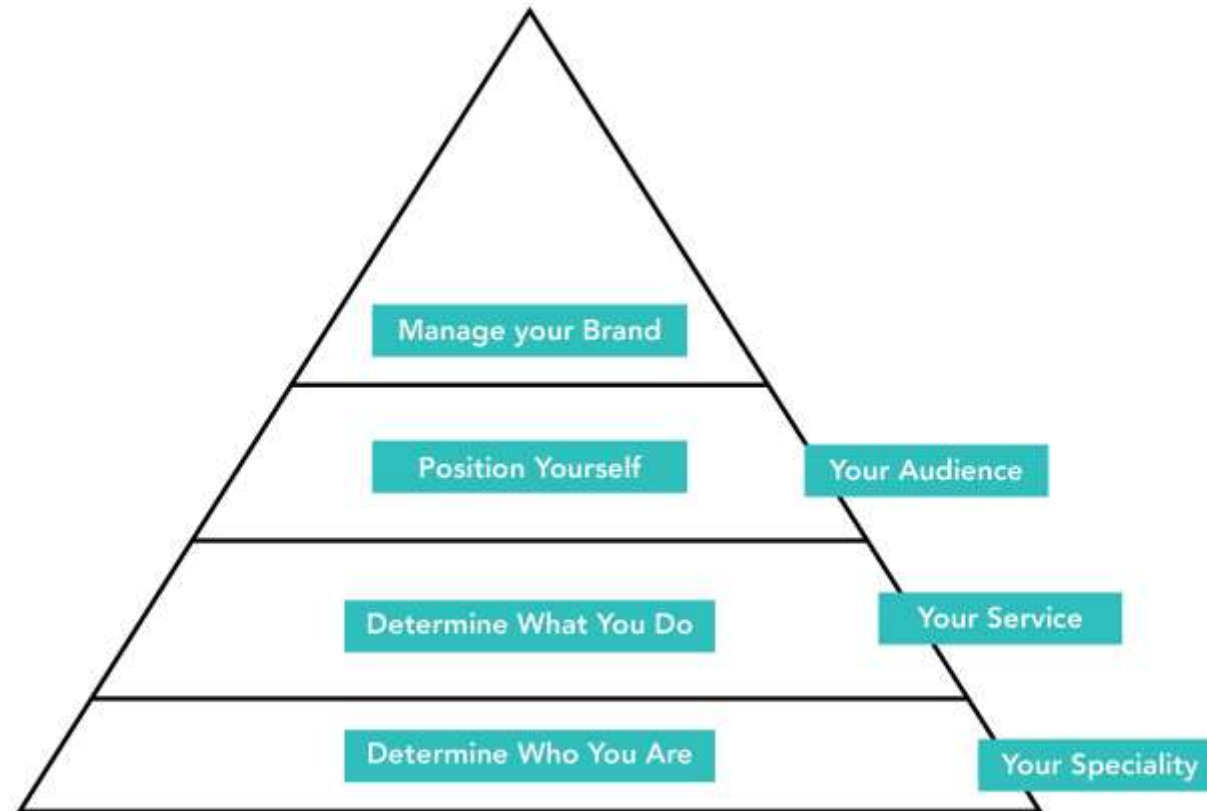 Manage your Brand
Position Yourself
Your Audience
Determine What You Do
Your Service
Determine Who You Are
Your Speciality